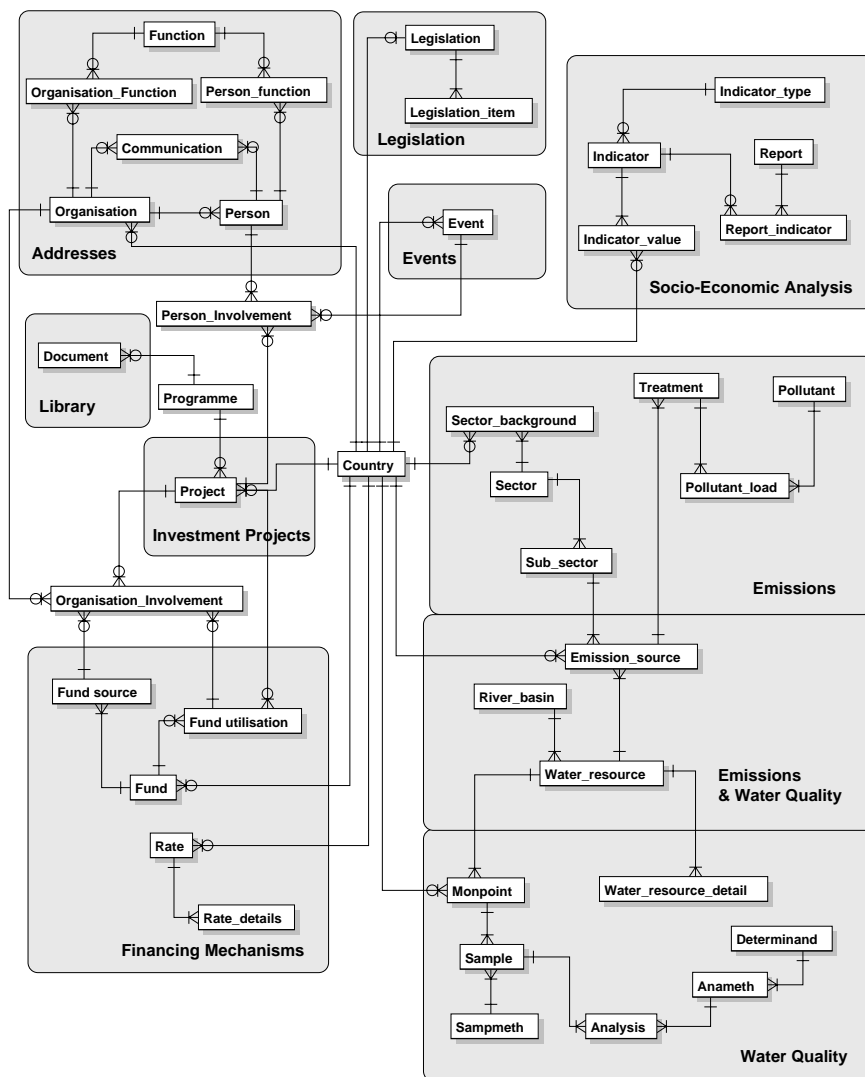 Function
Organisation_Function
Person_function
Communication
Organisation
Person
Addresses
Legislation
Legislation_item
Legislation
Event
Events
Indicator_type
Indicator
Report
Indicator_value
Report_indicator
Socio-Economic Analysis
Person_Involvement
Document
Library
Programme
Country
Project
Investment Projects
Treatment
Pollutant
Sector_background
Sector
Pollutant_load
Sub_sector
Emissions
Organisation_Involvement
Emission_source
River_basin
Water_resource
Emissions
& Water Quality
Fund source
Fund utilisation
Fund
Rate
Rate_details
Financing Mechanisms
Monpoint
Water_resource_detail
Sample
Determinand
Anameth
Sampmeth
Analysis
Water Quality